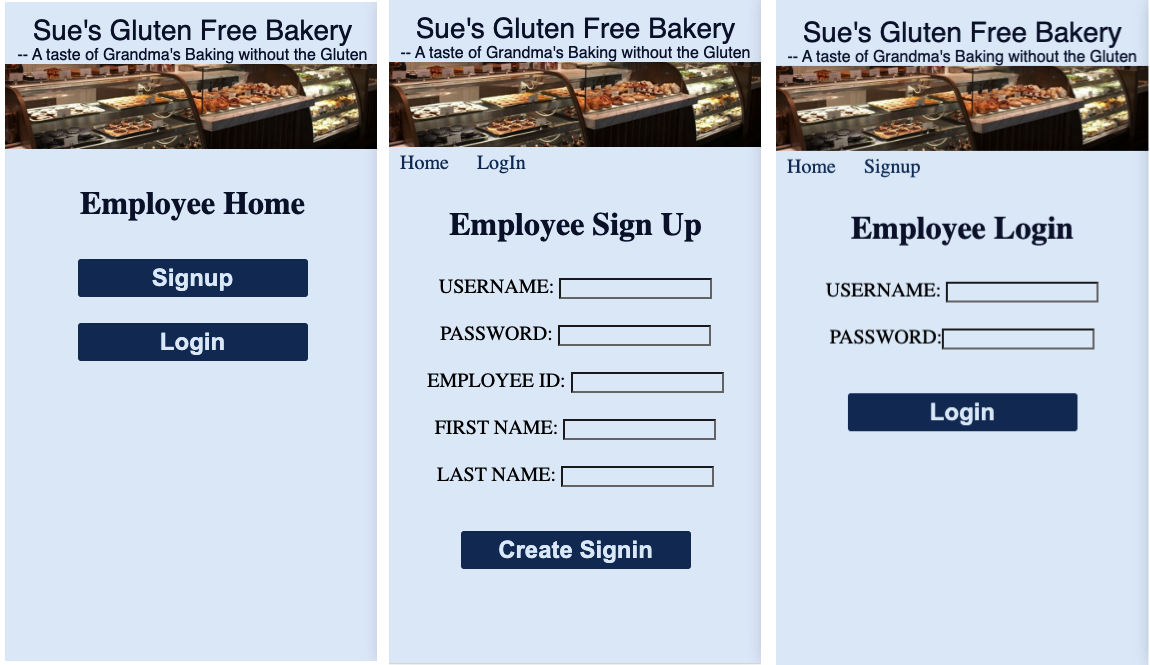 Sue's Gluten Free Bakery
-- A taste of Grandma's Baking without the Gluten
Employee Home
Signup
Login
Sue's Gluten Free Bakery
-- A taste of Grandma's Baking without the Gluten
Home LogIn
Employee Sign Up
USERNAME:
PASSWORD:
EMPLOYEE ID:
FIRST NAME:
LAST NAME:
Create Signin
Sue's Gluten Free Bakery
-- A taste of Grandma's Baking without the Gluten
Home Signup
Employee Login
USERNAME:
PASSWORD:
Login